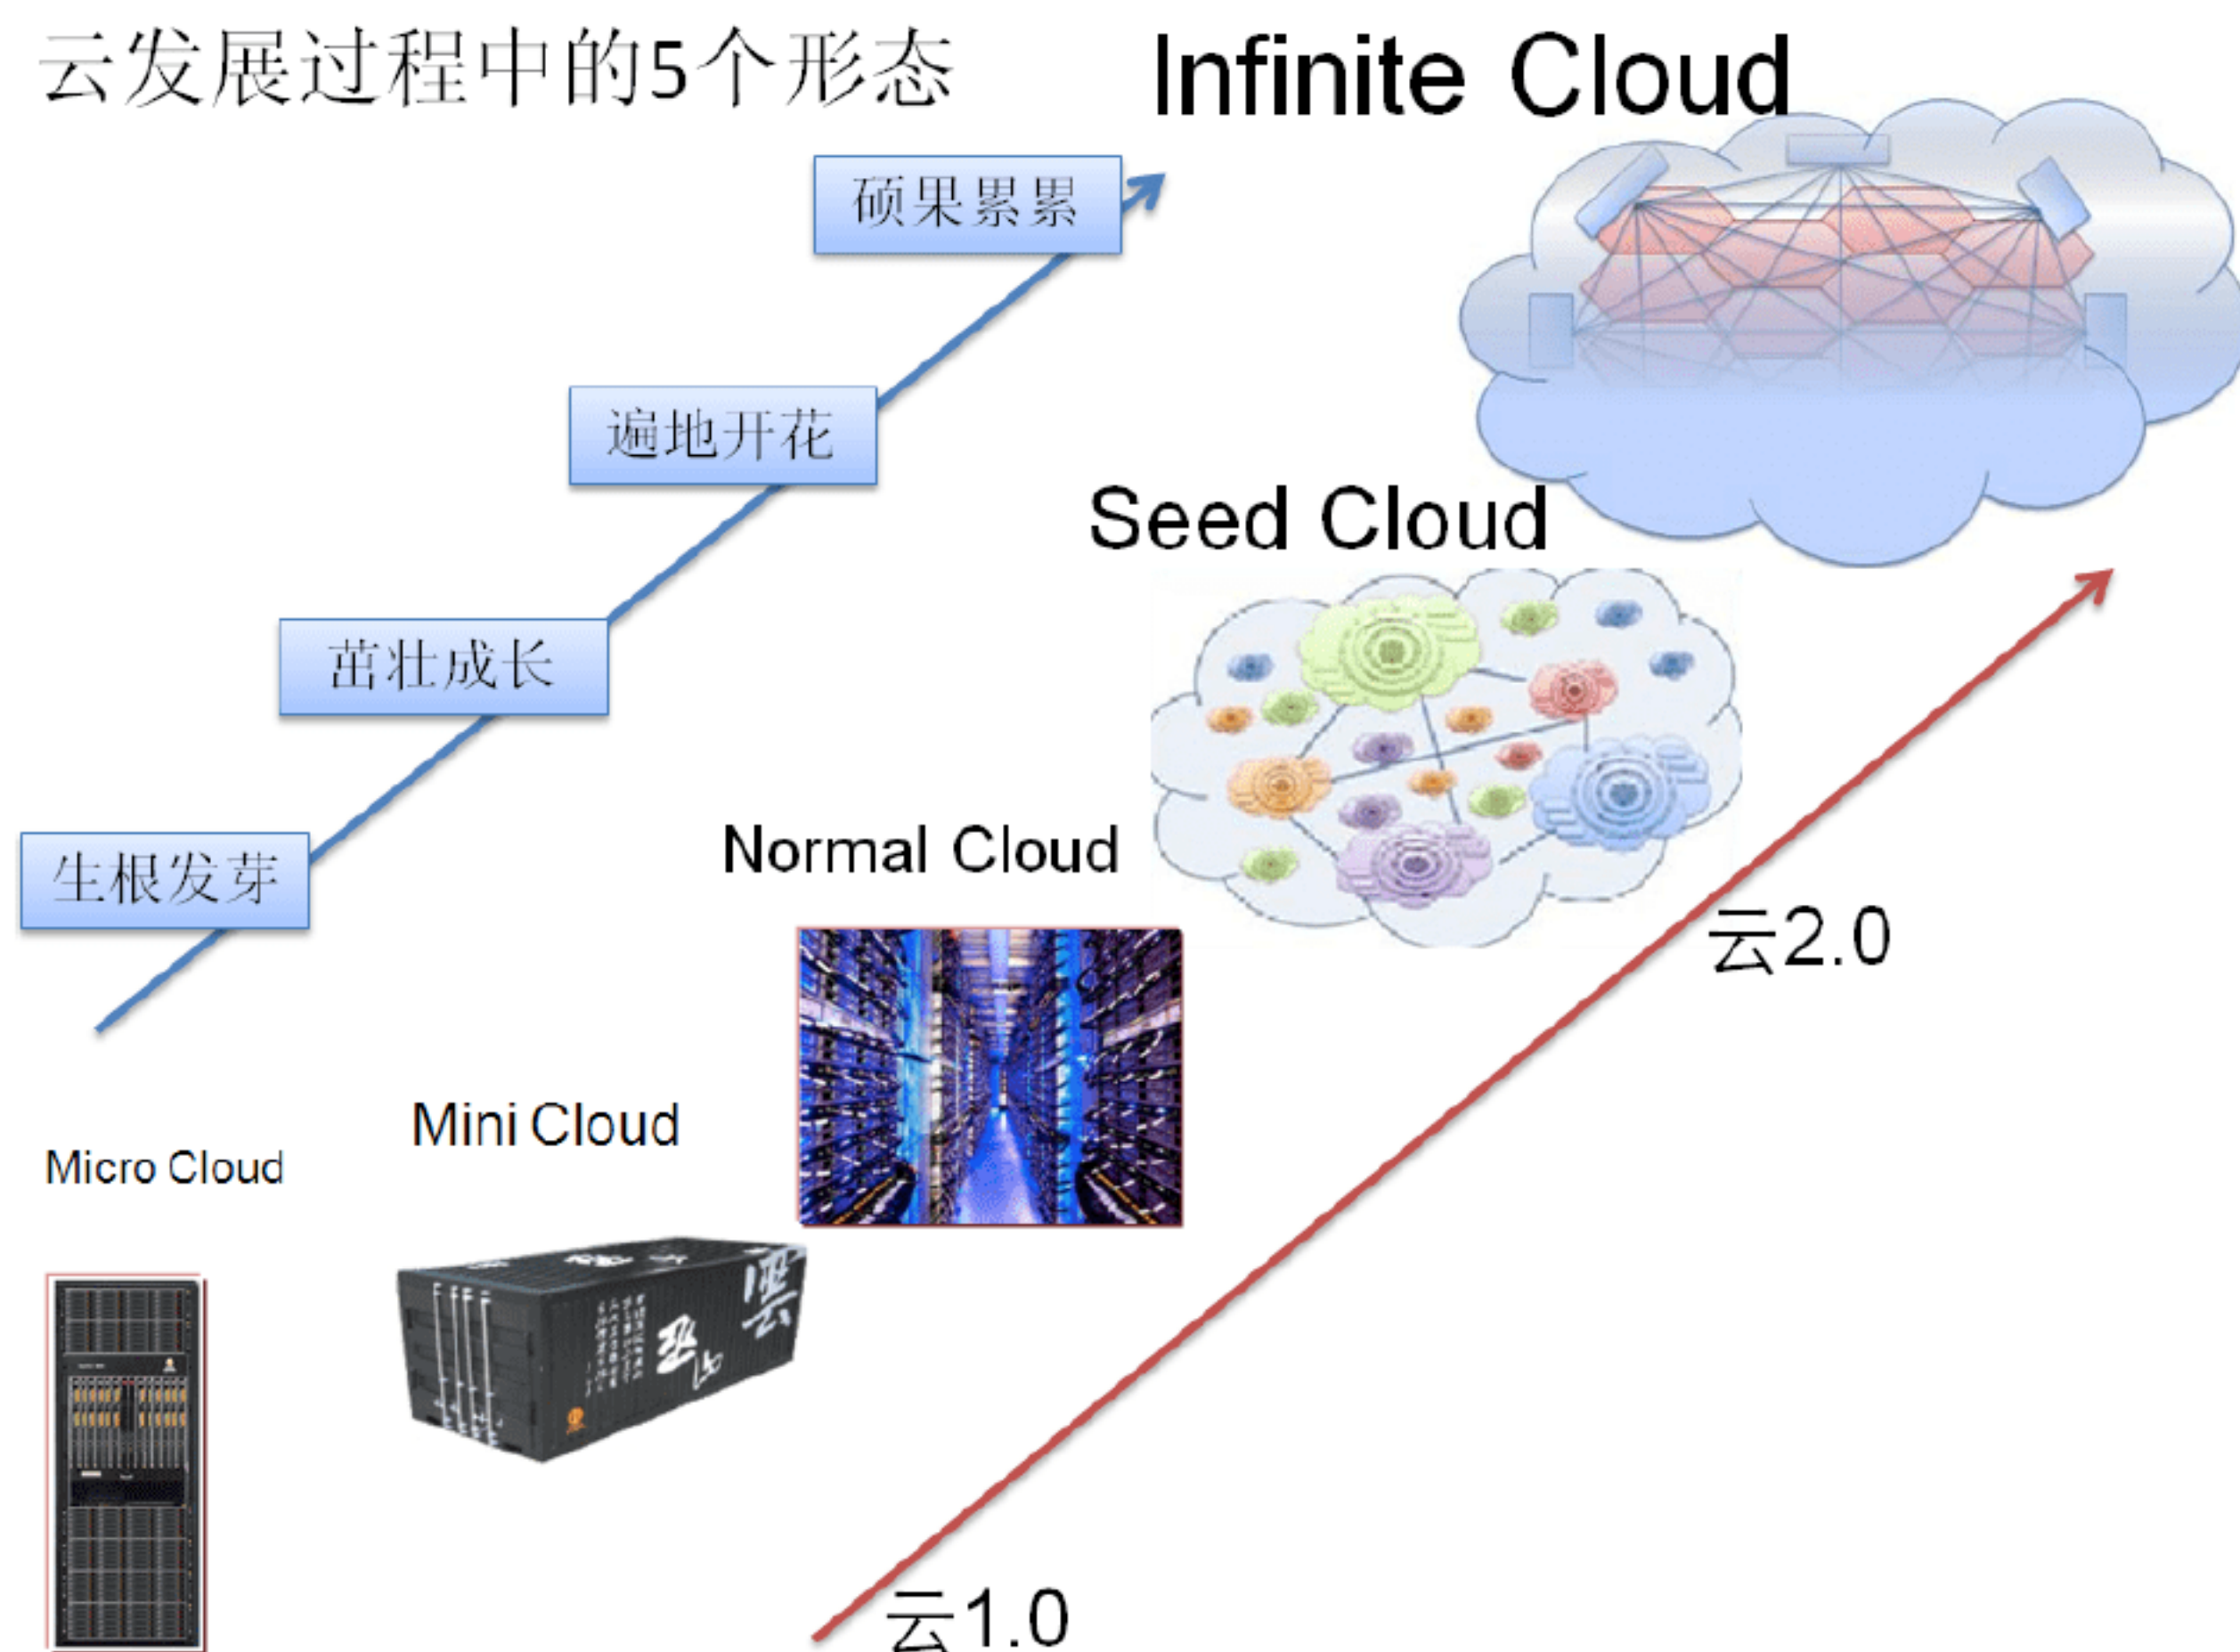 云发展过程中的5个形态
Infinite Cloud
硕果累累
遍地开花
Seed Cloud
茁壮成长
Normal Cloud
生根发芽
云2.0
Mini Cloud
Micro Cloud
雲
云1.0